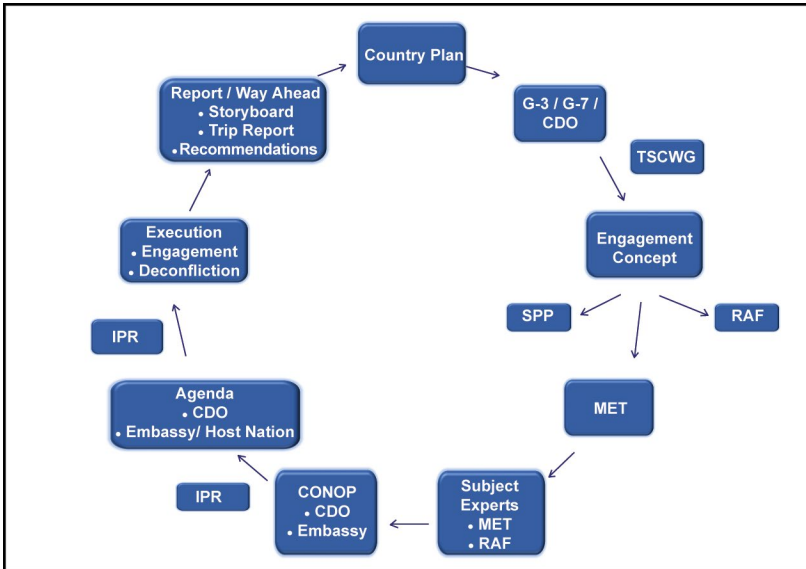 Country Plan
G-3 / G-7 /
CDO
TSCWG
Engagement
Concept
SPP
RAF
MET
Subject
Experts
• MET
• RAF
CONOP
• CDO
• Embassy
IPR
Agenda
• CDO
• Embassy/ Host Nation
IPR
Execution
• Engagement
• Deconfliction
Report / Way Ahead
• Storyboard
• Trip Report
• Recommendations